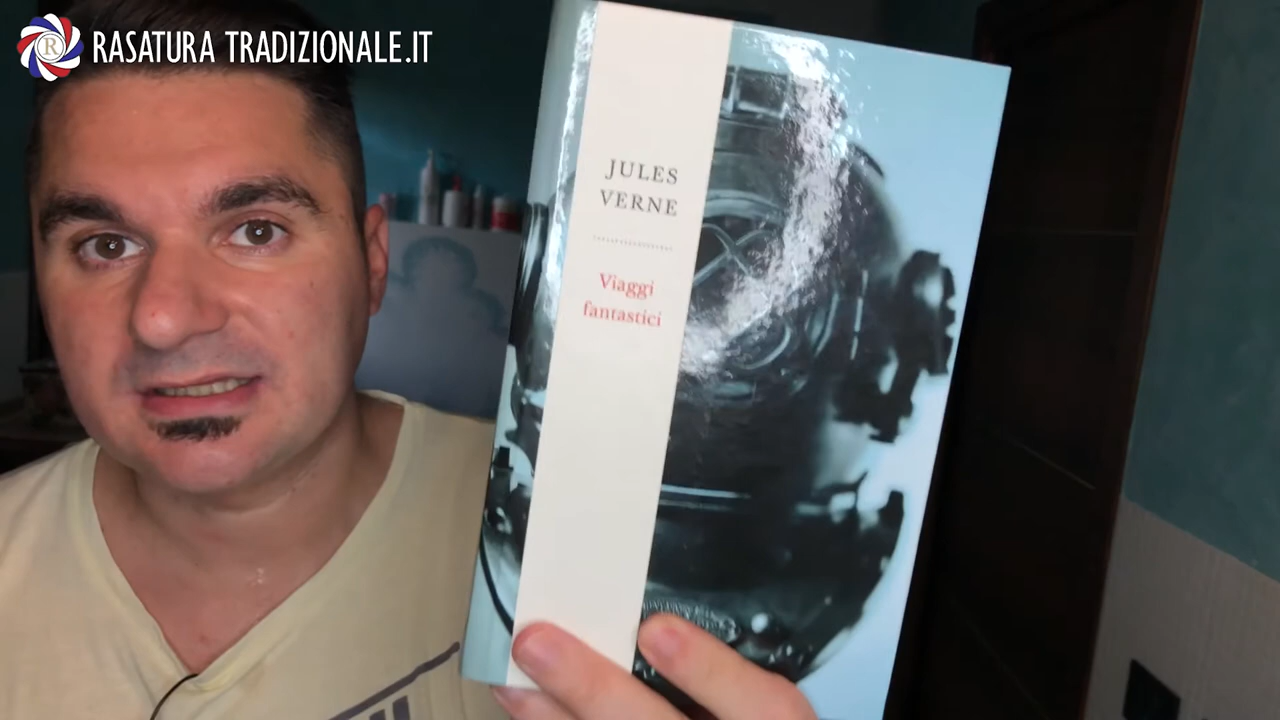 R
RASATURA TRADIZIONALE.IT
JULES
VERNE
Viaggi
fantastici